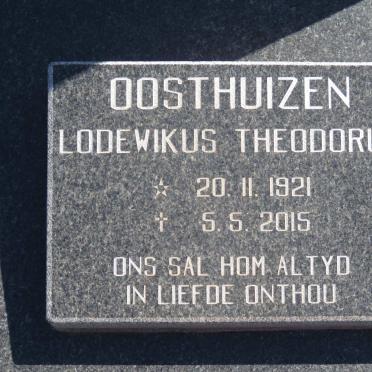 OOSTHUIZEN
LODEWIKUS THEODORU
☆ 20. 11. 1921
† 5. 5. 2015
ONS SAL HOM ALTYD
IN LIEFDE ONTHOU